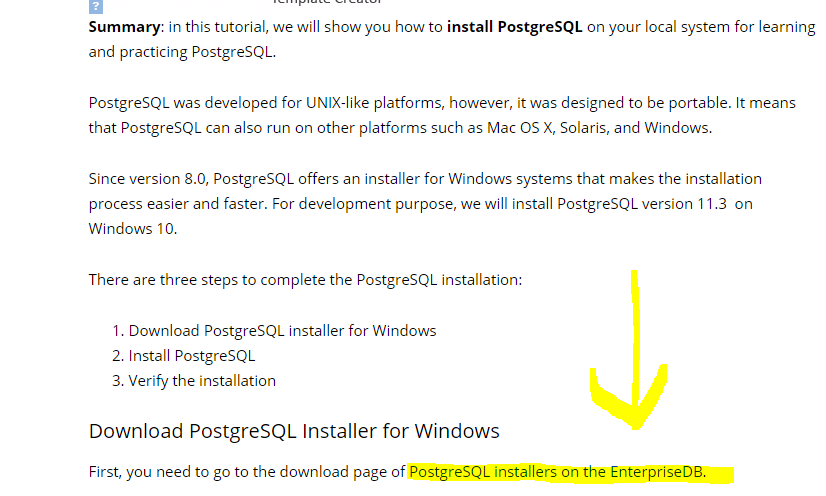 Template Creator
?
Summary: in this tutorial, we will show you how to install PostgreSQL on your local system for learning
and practicing PostgreSQL.
PostgreSQL was developed for UNIX-like platforms, however, it was designed to be portable. It means
that PostgreSQL can also run on other platforms such as Mac OS X, Solaris, and Windows.
Since version 8.0, PostgreSQL offers an installer for Windows systems that makes the installation
process easier and faster. For development purpose, we will install PostgreSQL version 11.3  on
Windows 10.
There are three steps to complete the PostgreSQL installation:
1. Download PostgreSQL installer for Windows
2. Install PostgreSQL
3. Verify the installation
Download PostgreSQL Installer for Windows
First, you need to go to the download page of PostgreSQL installers on the EnterpriseDB.